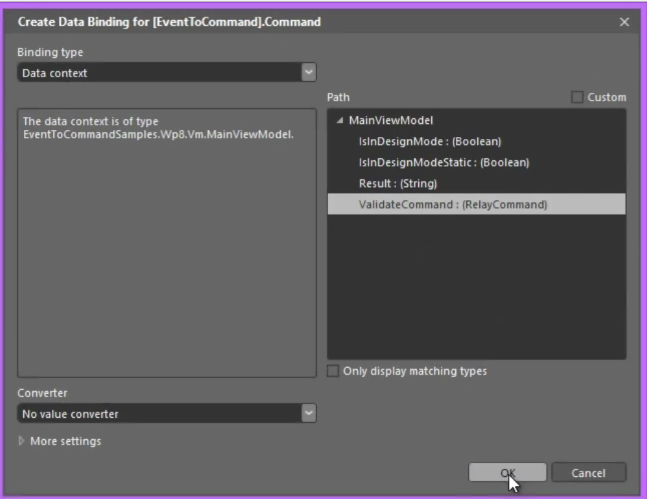 Create Data Binding for [EventToCommand].Command
Binding type
Data context
Path
Custom
The data context is of type
EventToCommandSamples.Wp8.Vm.MainViewModel.
MainViewModel
IsInDesignMode : (Boolean)
IsInDesignModeStatic : (Boolean)
Result : (String)
ValidateCommand : (RelayCommand)
Only display matching types
Converter
No value converter
More settings
OK
Cancel